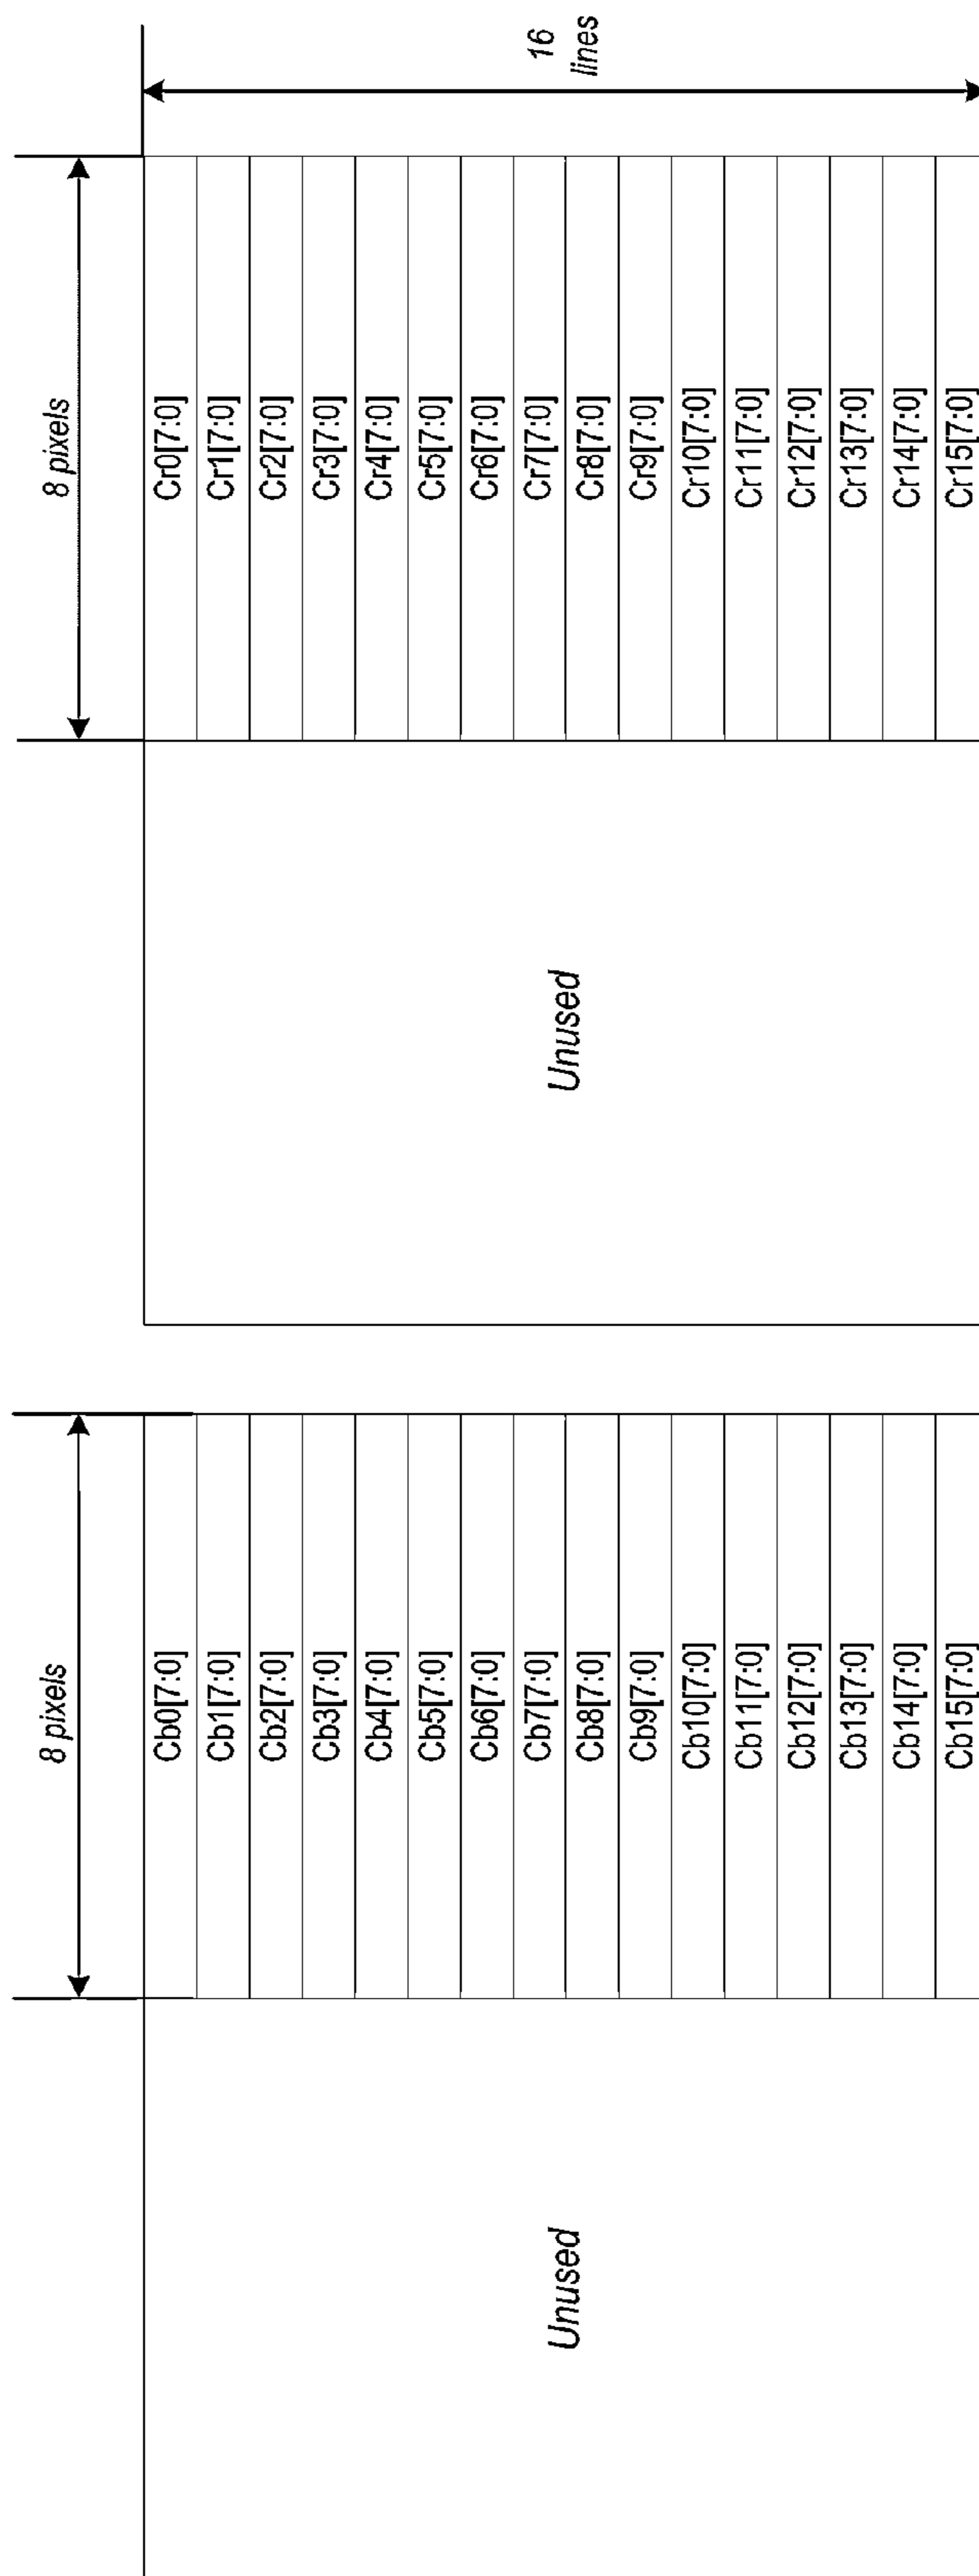 8 pixels
Unused
Cb0[7:0]
Cb1[7:0]
Cb2[7:0]
Cb3[7:0]
Cb4[7:0]
Cb5[7:0]
Cb6[7:0]
Cb7[7:0]
Cb8[7:0]
Cb9[7:0]
Cb10[7:0]
Cb11[7:0]
Cb12[7:0]
Cb13[7:0]
Cb14[7:0]
Cb15[7:0]
8 pixels
Unused
Cr0[7:0]
Cr1[7:0]
Cr2[7:0]
Cr3[7:0]
Cr4[7:0]
Cr5[7:0]
Cr6[7:0]
Cr7[7:0]
Cr8[7:0]
Cr9[7:0]
Cr10[7:0]
Cr11[7:0]
Cr12[7:0]
Cr13[7:0]
Cr14[7:0]
Cr15[7:0]
16
lines